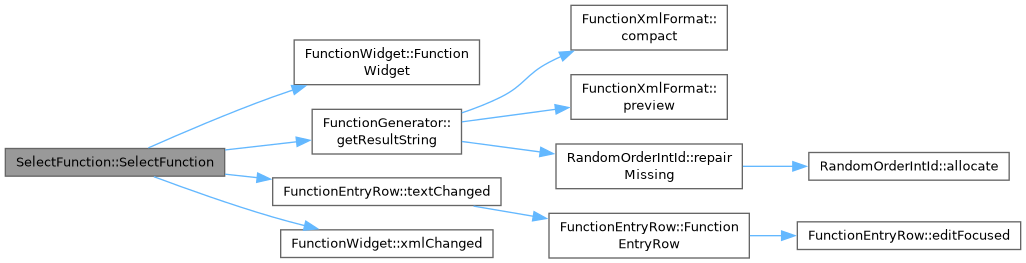 SelectFunction::SelectFunction
FunctionWidget::Function
Widget
FunctionGenerator::
getResultString
FunctionEntryRow::textChanged
FunctionWidget::xmlChanged
FunctionXmlFormat::
compact
FunctionXmlFormat::
preview
RandomOrderIntId::repair
Missing
FunctionEntryRow::Function
EntryRow
RandomOrderIntId::allocate
FunctionEntryRow::editFocused